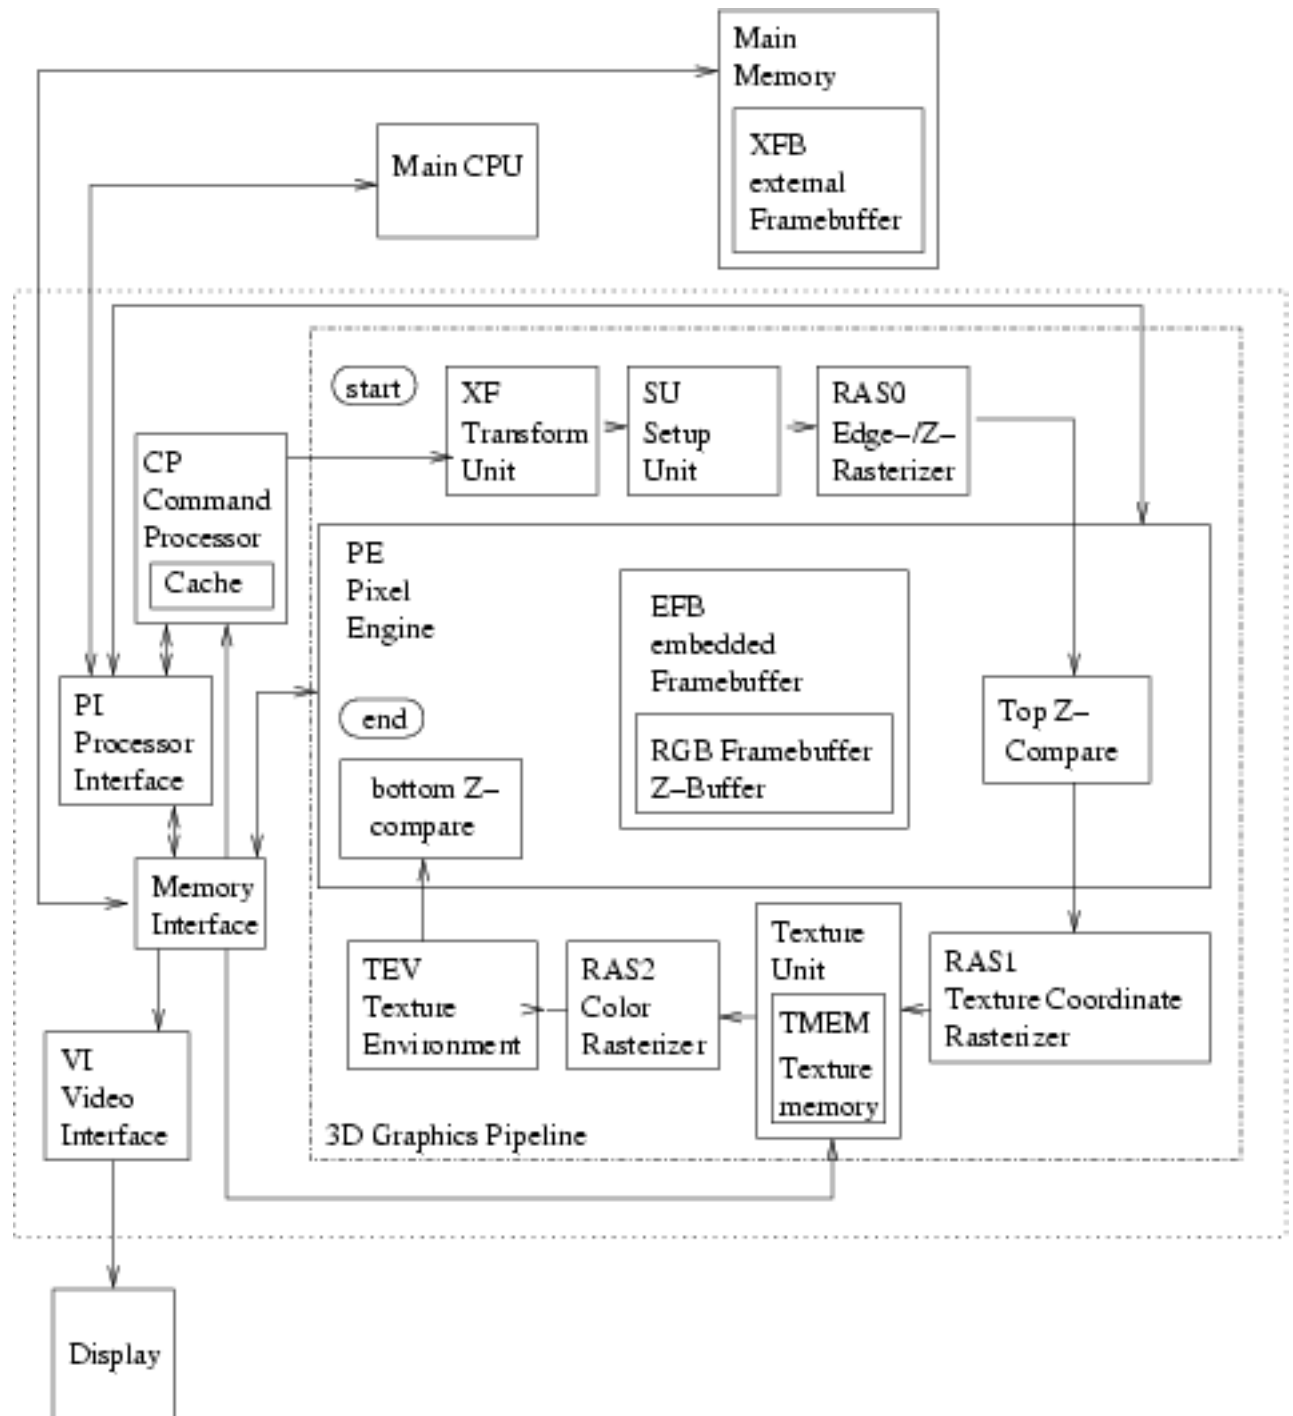 Main
Memory
XFB
external
Framebuffer
Main CPU
start
XF
Transform
Unit
SU
Setup
Unit
RAS0
Edge-/Z-
Rasterizer
CP
Command
Processor
Cache
PE
Pixel
Engine
EFB
embedded
Framebuffer
RGB Framebuffer
Z-Buffer
end
bottom Z-
compare
Top Z-
Compare
PI
Processor
Interface
Memory
Interface
TEV
Texture
Environment
RAS2
Color
Rasterizer
Texture
Unit
TMEM
Texture
memory
RAS1
Texture Coordinate
Rasterizer
VI
Video
Interface
3D Graphics Pipeline
Display